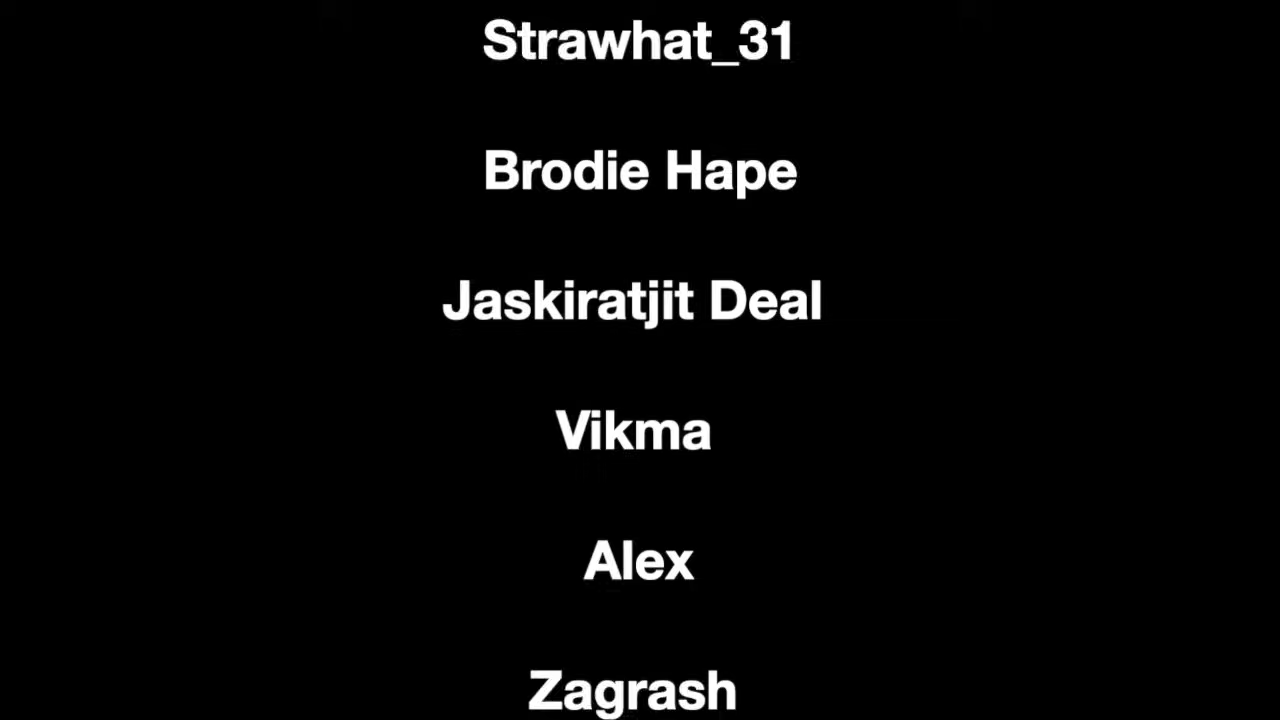 Strawhat_31
Brodie Hape
Jaskiratjit Deal
Vikma
Alex
Zagrash